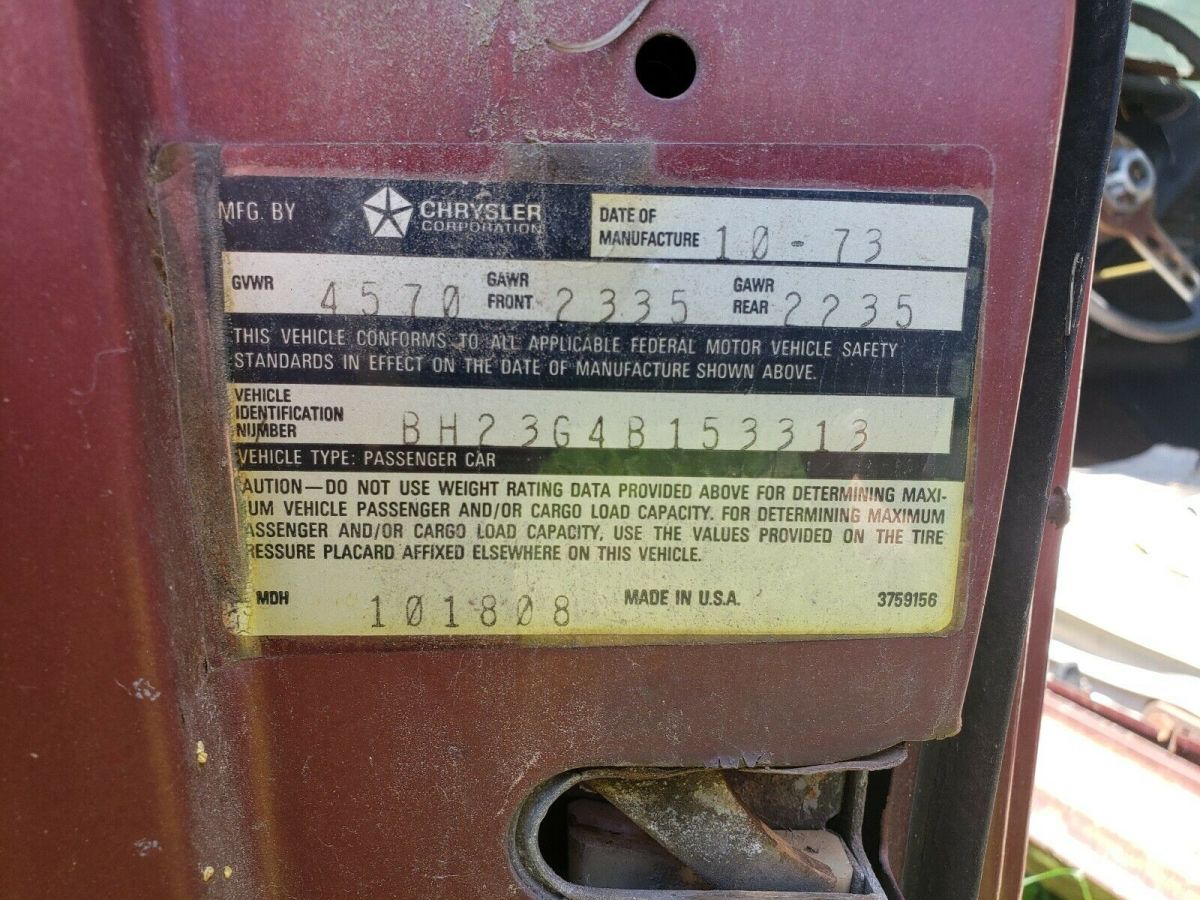 MFG. BY CHRYSLER CORPORATION DATE OF MANUFACTURE 10-73
GVWR 4570 GAWR FRONT 2335 GAWR REAR 2235
THIS VEHICLE CONFORMS TO ALL APPLICABLE FEDERAL MOTOR VEHICLE SAFETY
STANDARDS IN EFFECT ON THE DATE OF MANUFACTURE SHOWN ABOVE.
VEHICLE
IDENTIFICATION
NUMBER BH23G4B153313
VEHICLE TYPE: PASSENGER CAR
AUTION—DO NOT USE WEIGHT RATING DATA PROVIDED ABOVE FOR DETERMINING MAXI-
UM VEHICLE PASSENGER AND/OR CARGO LOAD CAPACITY. FOR DETERMINING MAXIMUM
ASSENGER AND/OR CARGO LOAD CAPACITY, USE THE VALUES PROVIDED ON THE TIRE
RESSURE PLACARD AFFIXED ELSEWHERE ON THIS VEHICLE.
MDH 101808 MADE IN U.S.A. 3759156